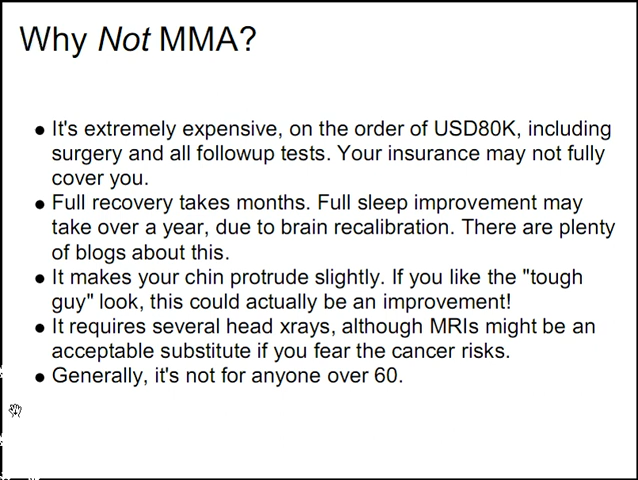 Why Not MMA?
● It's extremely expensive, on the order of USD80K, including
surgery and all followup tests. Your insurance may not fully
cover you.
● Full recovery takes months. Full sleep improvement may
take over a year, due to brain recalibration. There are plenty
of blogs about this.
● It makes your chin protrude slightly. If you like the "tough
guy" look, this could actually be an improvement!
● It requires several head xrays, although MRIs might be an
acceptable substitute if you fear the cancer risks.
● Generally, it's not for anyone over 60.